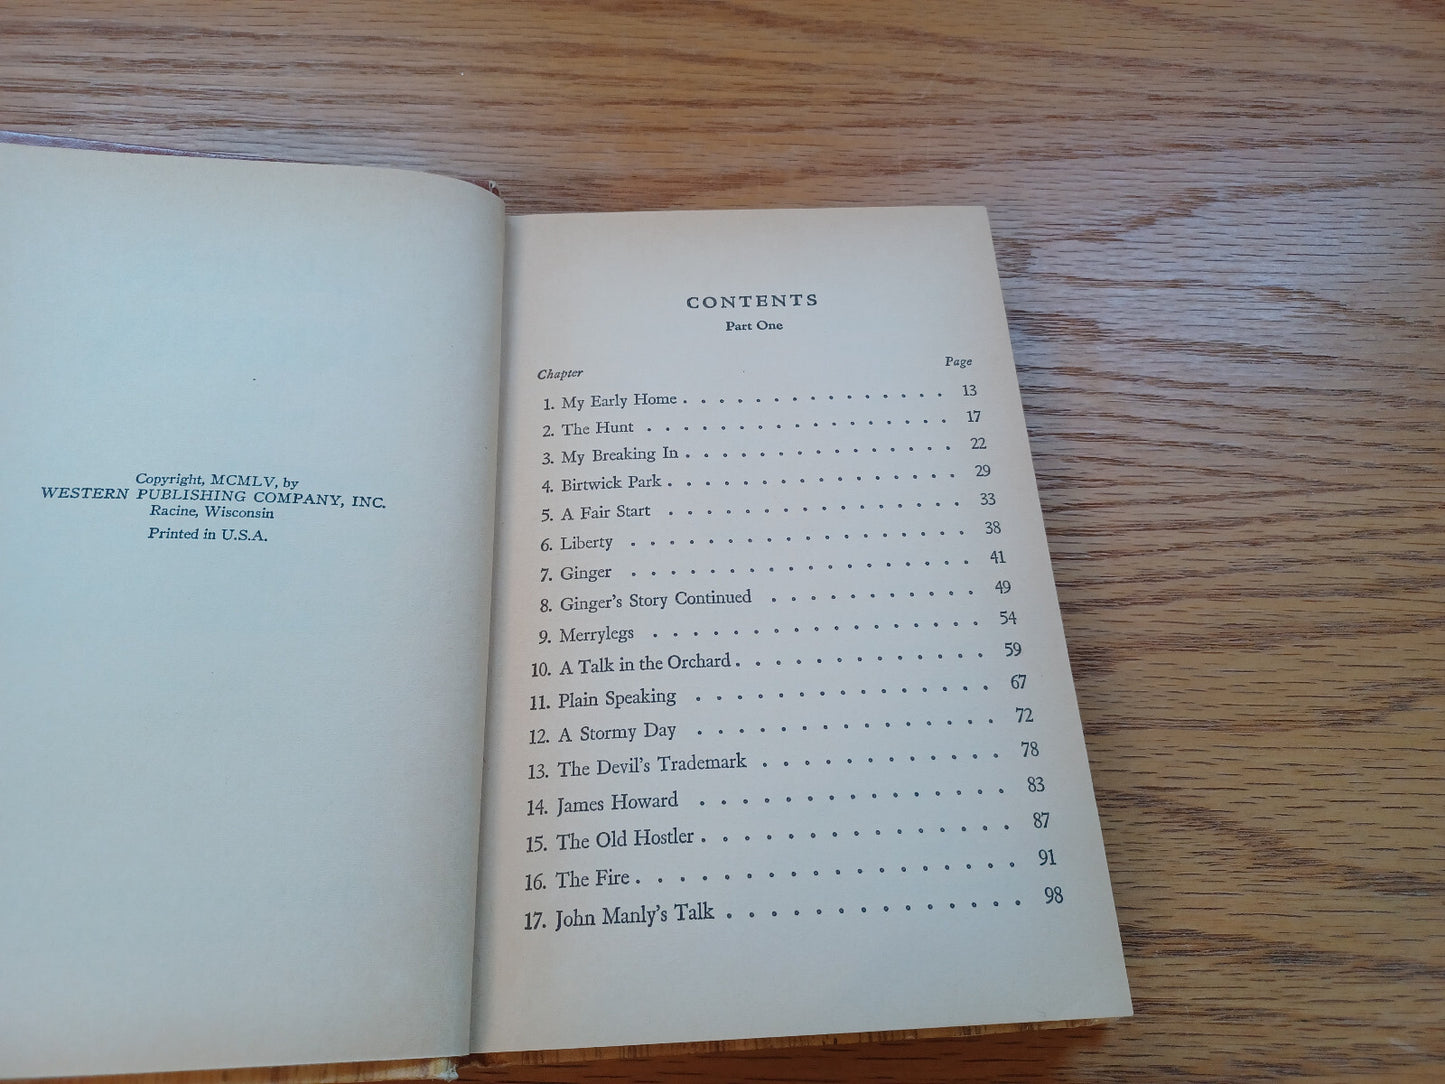 Copyright, MCMLV, by
WESTERN PUBLISHING COMPANY, INC.
Racine, Wisconsin
Printed in U.S.A.
CONTENTS
Part One
Chapter Page
1. My Early Home . . . . . . . . . . . . . . . 13
2. The Hunt . . . . . . . . . . . . . . . . . 17
3. My Breaking In . . . . . . . . . . . . . . . 22
4. Birtwick Park . . . . . . . . . . . . . . . . 29
5. A Fair Start . . . . . . . . . . . . . . . . 33
6. Liberty . . . . . . . . . . . . . . . . . . 38
7. Ginger . . . . . . . . . . . . . . . . . . 41
8. Ginger's Story Continued . . . . . . . . . . . 49
9. Merrylegs . . . . . . . . . . . . . . . . . 54
10. A Talk in the Orchard . . . . . . . . . . . . . 59
11. Plain Speaking . . . . . . . . . . . . . . . 67
12. A Stormy Day . . . . . . . . . . . . . . . 72
13. The Devil's Trademark . . . . . . . . . . . . 78
14. James Howard . . . . . . . . . . . . . . . 83
15. The Old Hostler . . . . . . . . . . . . . . . 87
16. The Fire . . . . . . . . . . . . . . . . . . 91
17. John Manly's Talk . . . . . . . . . . . . . . 98